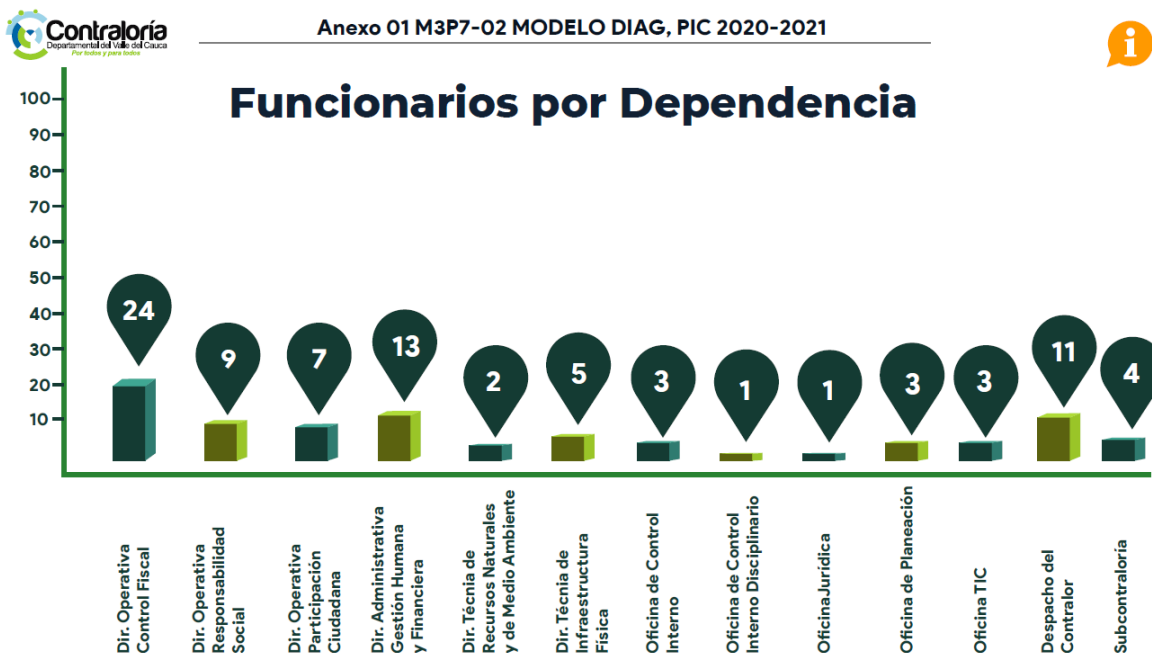 Contraloría
Departamental del Valle del Cauca
Por todos y para todos
Anexo 01 M3P7-02 MODELO DIAG, PIC 2020-2021
i
Funcionarios por Dependencia
100
90
80
70
60
50
40
30
20
10
24
9
7
13
2
5
3
1
1
3
3
11
4
Dir. Operativa
Control Fiscal
Dir. Operativa
Responsabilidad
Social
Dir. Operativa
Participación
Ciudadana
Dir. Administrativa
Gestión Humana
y Financiera
Dir. Técnia de
Recursos Naturales
y de Medio Ambiente
Dir. Técnia de
Infraestructura
Física
Oficina de Control
Interno
Oficina de Control
Interno Disciplinario
OficinaJurídica
Oficina de Planeación
Oficina TIC
Despacho del
Contralor
Subcontraloría